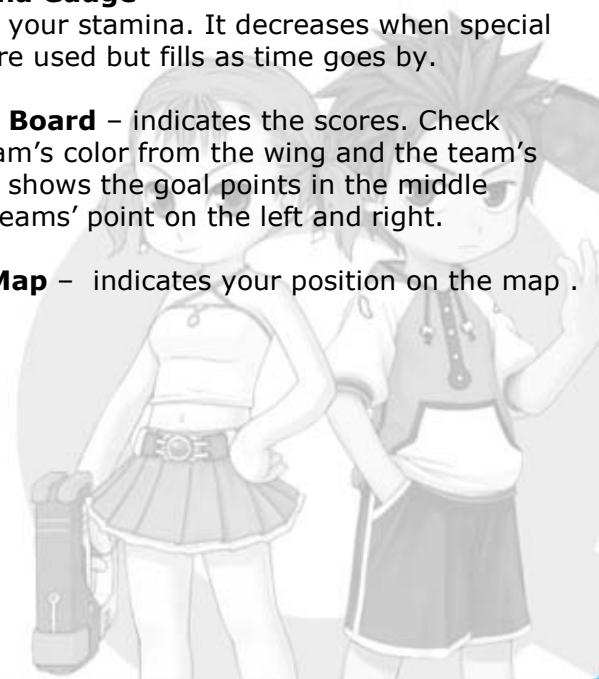 Gauge
your stamina. It decreases when special
re used but fills as time goes by.
Board – indicates the scores. Check
am's color from the wing and the team's
shows the goal points in the middle
eams' point on the left and right.
Map – indicates your position on the map .